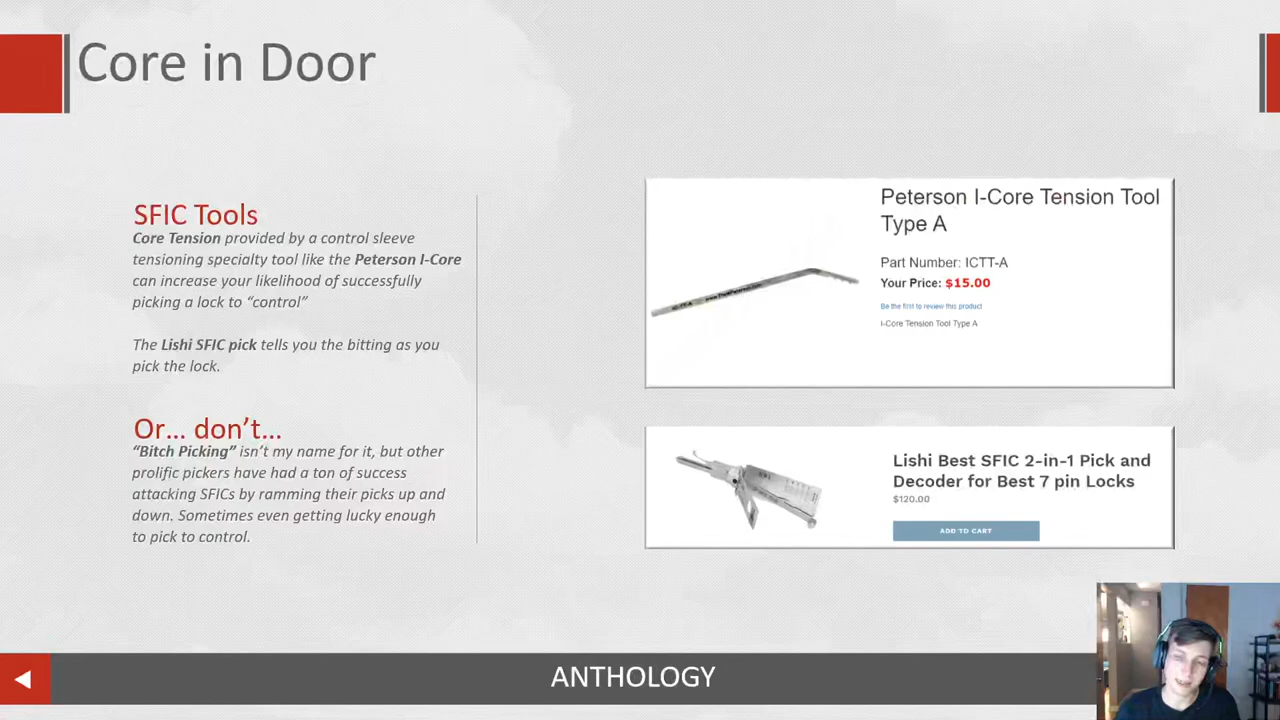 Core in Door
SFIC Tools
Core Tension provided by a control sleeve
tensioning specialty tool like the Peterson I-Core
can increase your likelihood of successfully
picking a lock to “control”
The Lishi SFIC pick tells you the bitting as you
pick the lock.
Or... don’t...
“Bitch Picking” isn’t my name for it, but other
prolific pickers have had a ton of success
attacking SFICs by ramming their picks up and
down. Sometimes even getting lucky enough
to pick to control.
Peterson I-Core Tension Tool
Type A
Part Number: ICTT-A
Your Price: $15.00
Be the first to review this product
I-Core Tension Tool Type A
Lishi Best SFIC 2-in-1 Pick and
Decoder for Best 7 pin Locks
$120.00
ADD TO CART
ANTHOLOGY